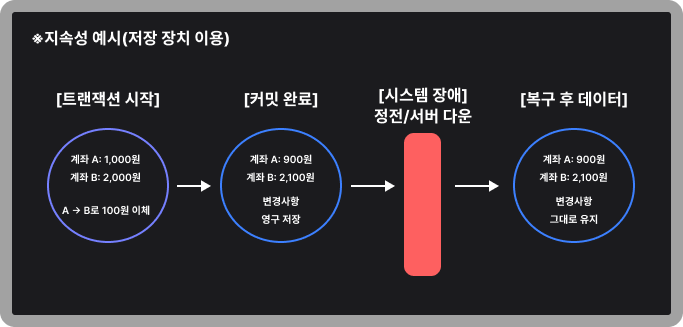 ※지속성 예시(저장 장치 이용)
[트랜잭션 시작]
계좌 A: 1,000원
계좌 B: 2,000원
A → B로 100원 이체
[커밋 완료]
계좌 A: 900원
계좌 B: 2,100원
변경사항
영구 저장
[시스템 장애]
정전/서버 다운
[복구 후 데이터]
계좌 A: 900원
계좌 B: 2,100원
변경사항
그대로 유지